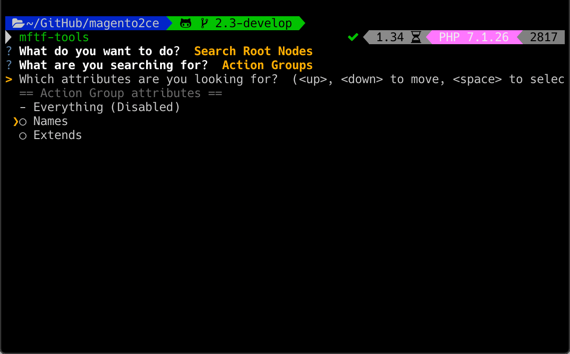 ~/GitHub/magento2ce 2.3-develop
mftf-tools ✔ 1.34 PHP 7.1.26 2817
? What do you want to do? Search Root Nodes
? What are you searching for? Action Groups
> Which attributes are you looking for? (<up>, <down> to move, <space> to selec
== Action Group attributes ==
- Everything (Disabled)
❯○ Names
○ Extends